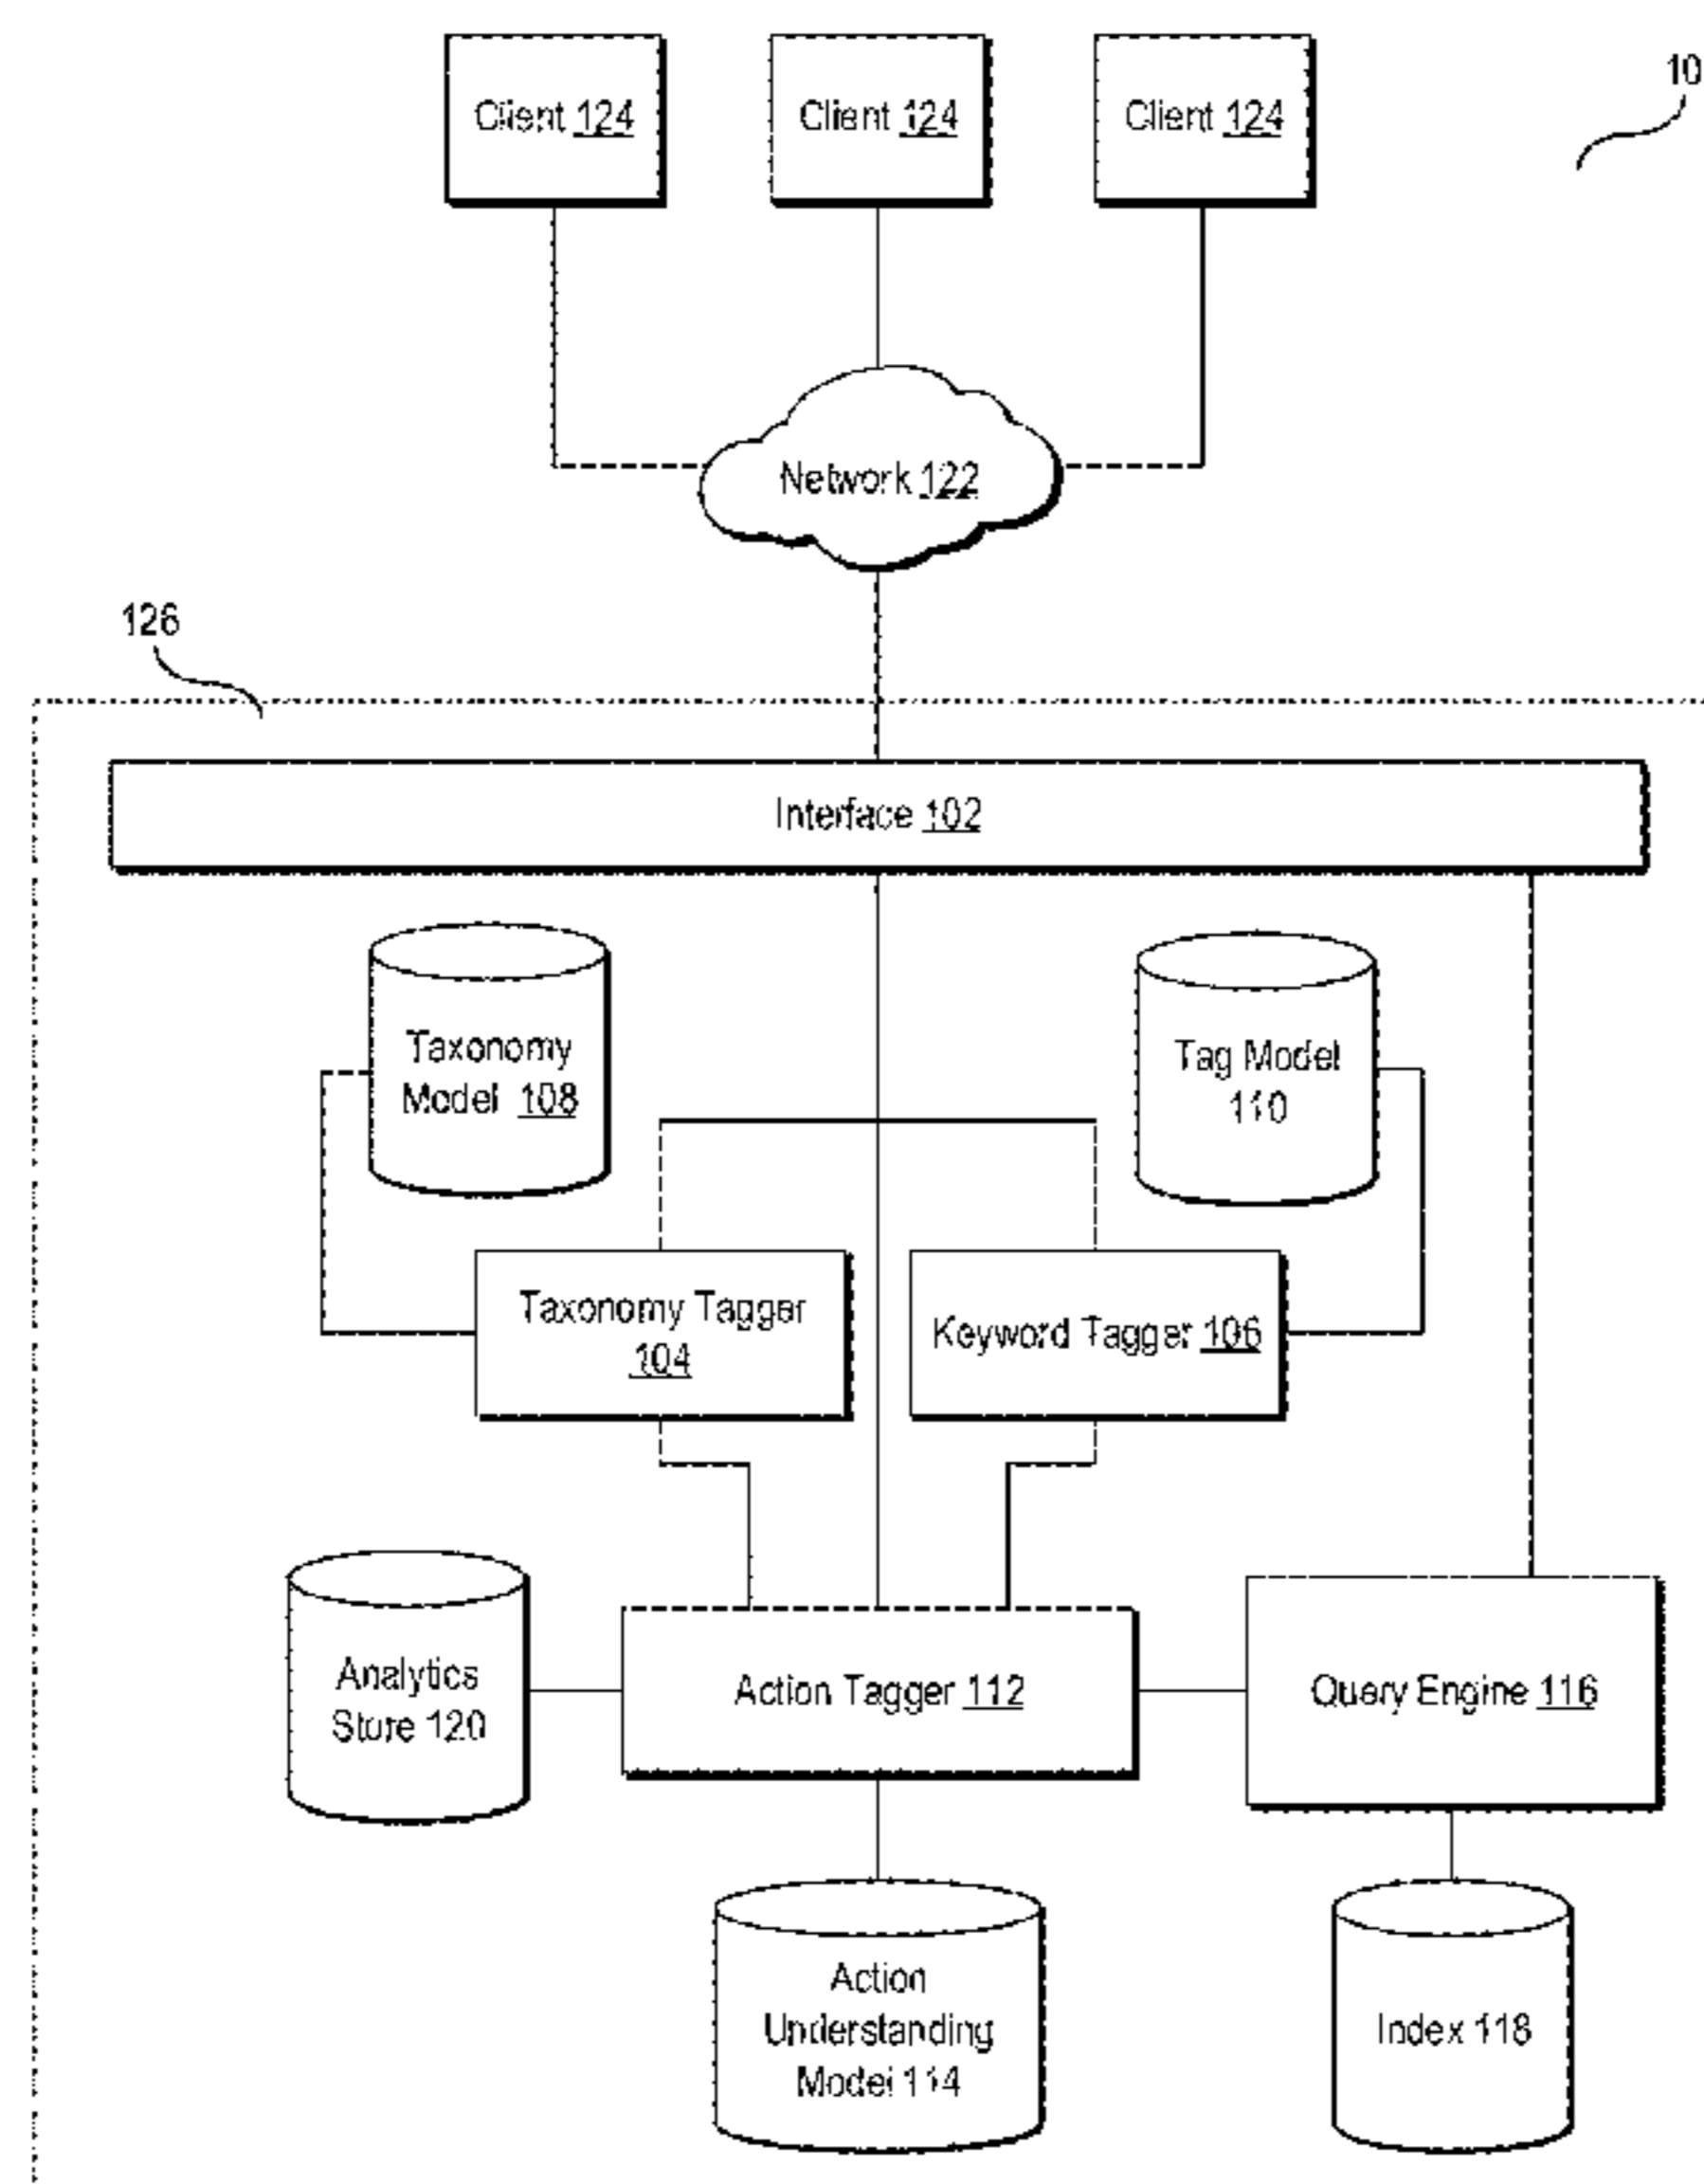 Client 124
Client 124
Client 124
10
Network 122
126
Interface 102
Taxonomy
Model 108
Tag Model
110
Taxonomy Tagger
104
Keyword Tagger 106
Analytics
Store 120
Action Tagger 112
Query Engine 116
Action
Understanding
Model 114
Index 118